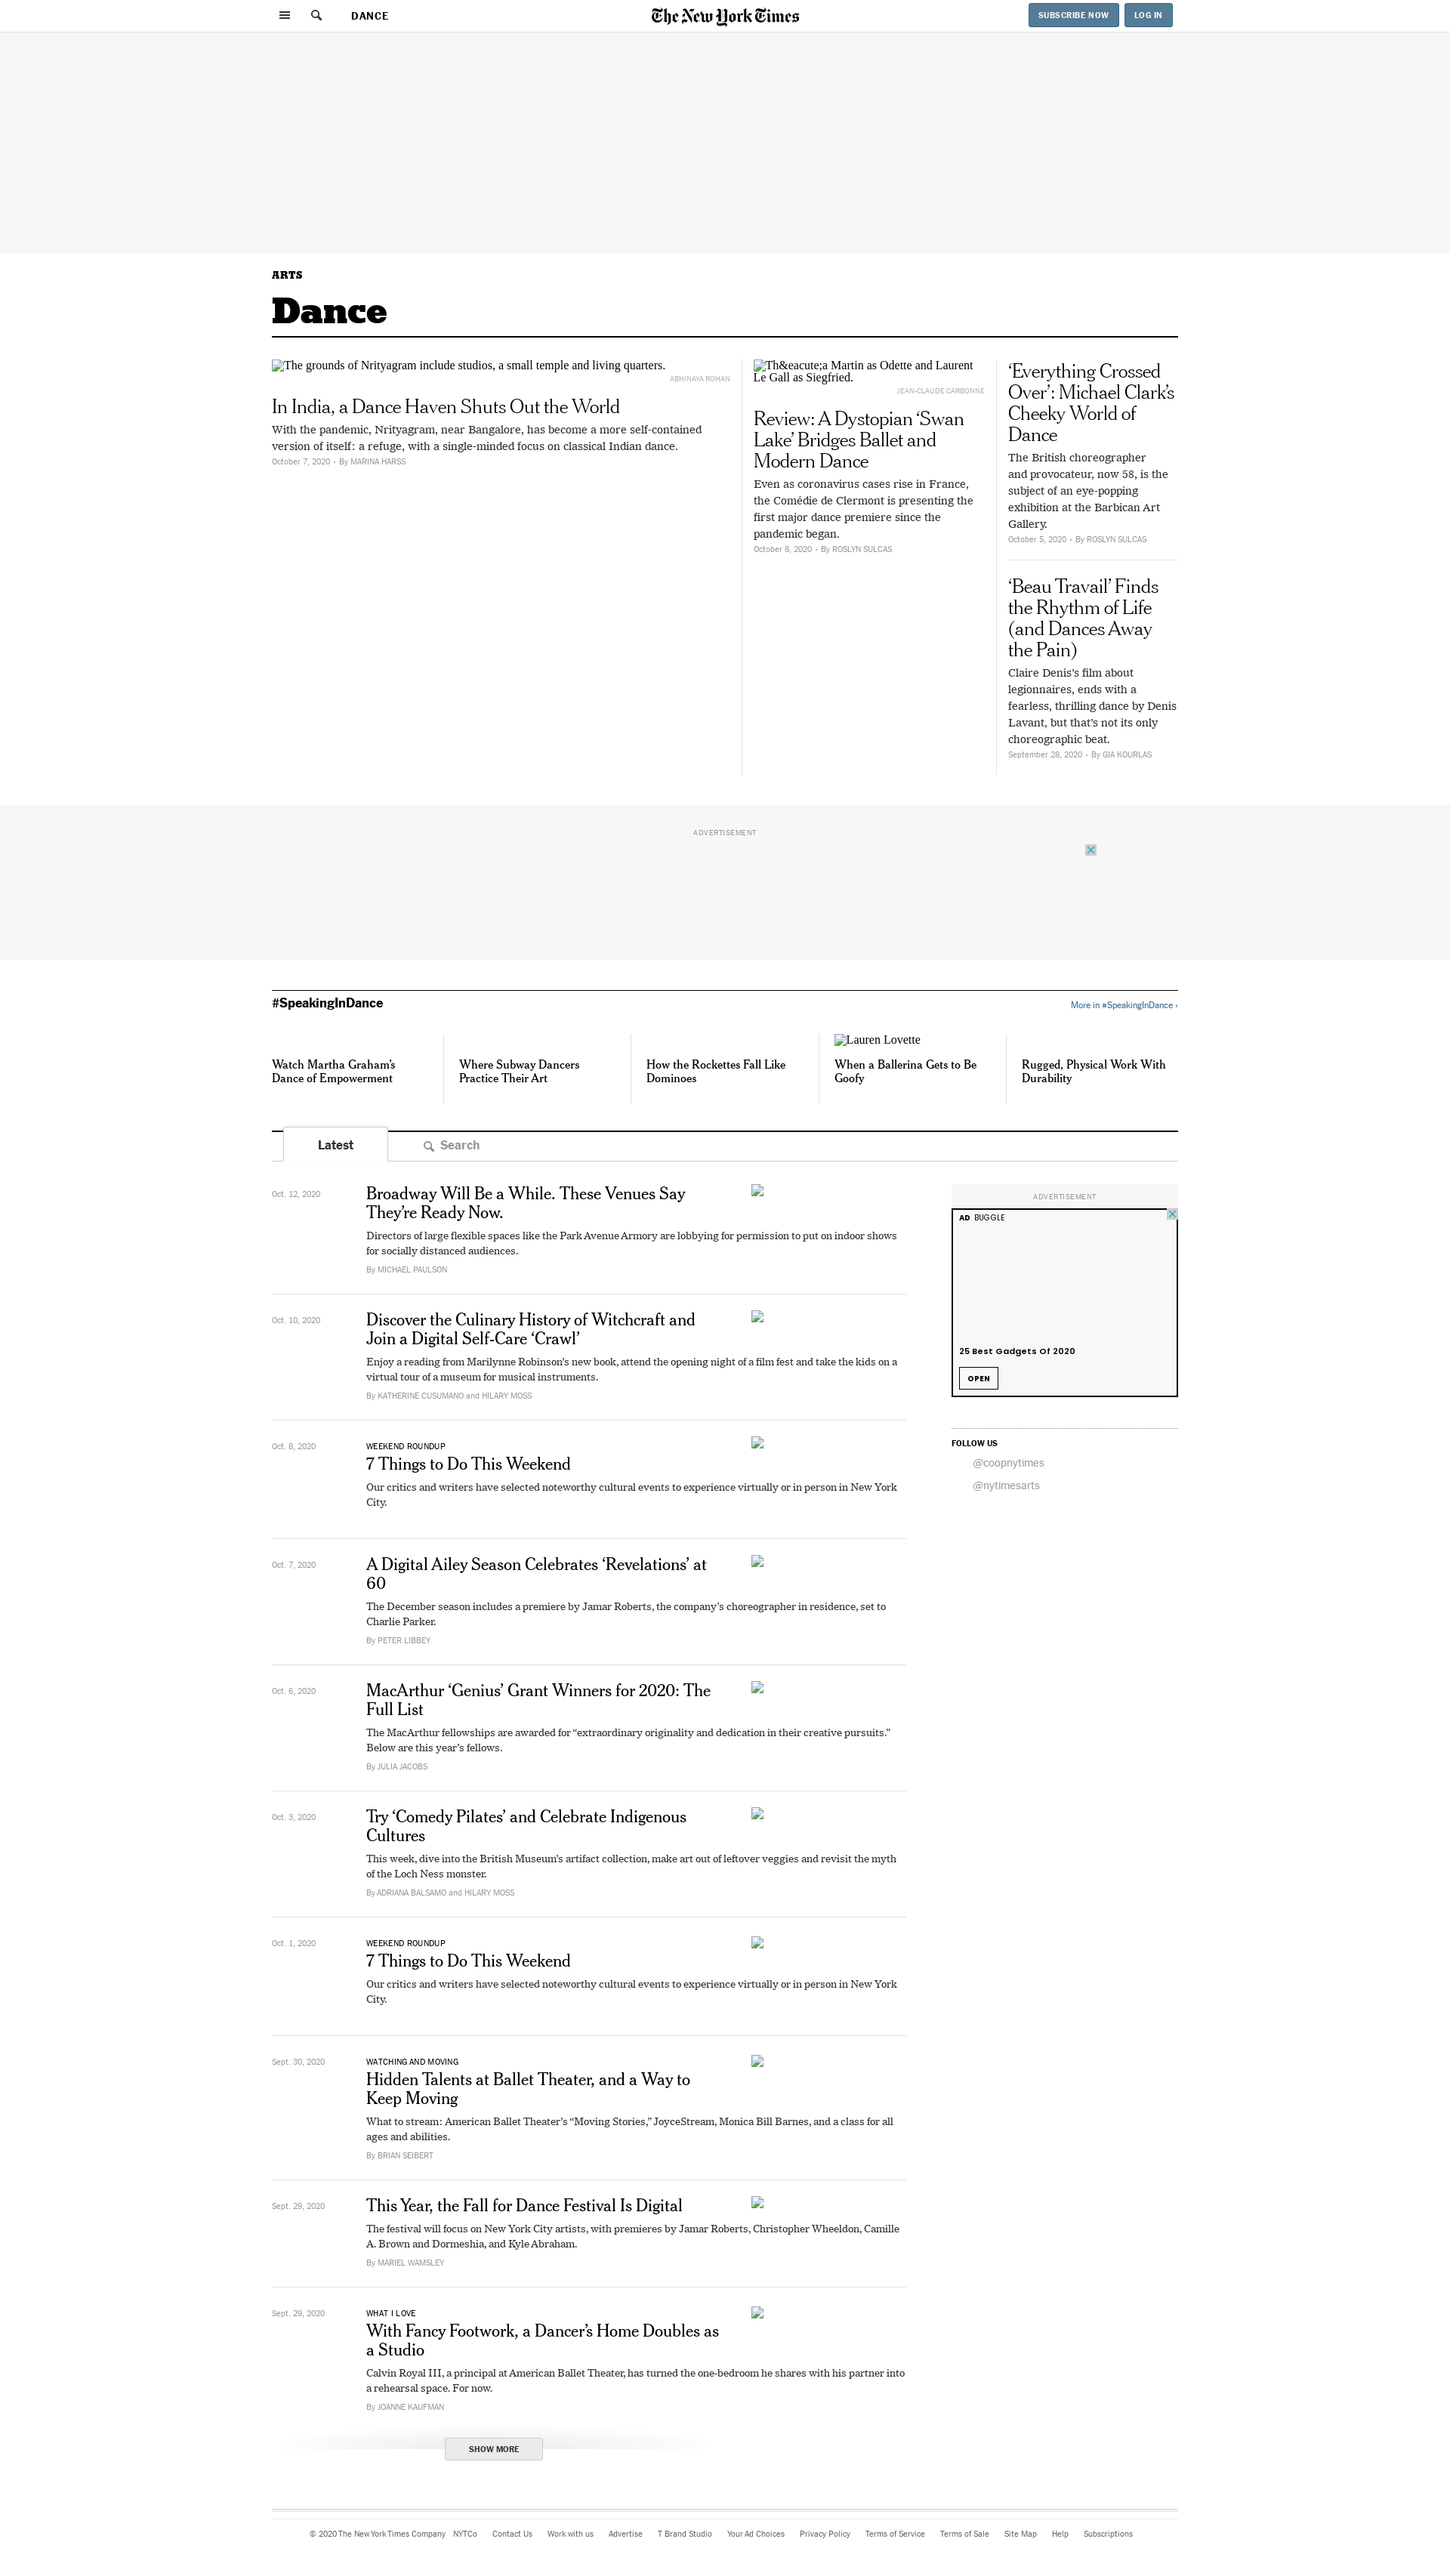 DANCE
The New York Times
SUBSCRIBE NOW
LOG IN
ARTS
Dance
The grounds of Nrityagram include studios, a small temple and living quarters.
ABHINAYA ROHAN
In India, a Dance Haven Shuts Out the World
With the pandemic, Nrityagram, near Bangalore, has become a more self-contained
version of itself: a refuge, with a single-minded focus on classical Indian dance.
October 7, 2020 • By MARINA HARSS
Th&eacute;a Martin as Odette and Laurent
Le Gall as Siegfried.
JEAN-CLAUDE CARBONNE
Review: A Dystopian ‘Swan
Lake’ Bridges Ballet and
Modern Dance
Even as coronavirus cases rise in France,
the Comédie de Clermont is presenting the
first major dance premiere since the
pandemic began.
October 8, 2020 • By ROSLYN SULCAS
‘Everything Crossed
Over’: Michael Clark’s
Cheeky World of
Dance
The British choreographer
and provocateur, now 58, is the
subject of an eye-popping
exhibition at the Barbican Art
Gallery.
October 5, 2020 • By ROSLYN SULCAS
‘Beau Travail’ Finds
the Rhythm of Life
(and Dances Away
the Pain)
Claire Denis’s film about
legionnaires, ends with a
fearless, thrilling dance by Denis
Lavant, but that’s not its only
choreographic beat.
September 28, 2020 • By GIA KOURLAS
ADVERTISEMENT
#SpeakingInDance
More in #SpeakingInDance ›
Watch Martha Graham’s
Dance of Empowerment
Where Subway Dancers
Practice Their Art
How the Rockettes Fall Like
Dominoes
Lauren Lovette
When a Ballerina Gets to Be
Goofy
Rugged, Physical Work With
Durability
Latest
Search
Oct. 12, 2020
Broadway Will Be a While. These Venues Say
They’re Ready Now.
Directors of large flexible spaces like the Park Avenue Armory are lobbying for permission to put on indoor shows
for socially distanced audiences.
By MICHAEL PAULSON
Oct. 10, 2020
Discover the Culinary History of Witchcraft and
Join a Digital Self-Care ‘Crawl’
Enjoy a reading from Marilynne Robinson’s new book, attend the opening night of a film fest and take the kids on a
virtual tour of a museum for musical instruments.
By KATHERINE CUSUMANO and HILARY MOSS
Oct. 8, 2020
WEEKEND ROUNDUP
7 Things to Do This Weekend
Our critics and writers have selected noteworthy cultural events to experience virtually or in person in New York
City.
Oct. 7, 2020
A Digital Ailey Season Celebrates ‘Revelations’ at
60
The December season includes a premiere by Jamar Roberts, the company’s choreographer in residence, set to
Charlie Parker.
By PETER LIBBEY
Oct. 6, 2020
MacArthur ‘Genius’ Grant Winners for 2020: The
Full List
The MacArthur fellowships are awarded for “extraordinary originality and dedication in their creative pursuits.”
Below are this year’s fellows.
By JULIA JACOBS
Oct. 3, 2020
Try ‘Comedy Pilates’ and Celebrate Indigenous
Cultures
This week, dive into the British Museum’s artifact collection, make art out of leftover veggies and revisit the myth
of the Loch Ness monster.
By ADRIANA BALSAMO and HILARY MOSS
Oct. 1, 2020
WEEKEND ROUNDUP
7 Things to Do This Weekend
Our critics and writers have selected noteworthy cultural events to experience virtually or in person in New York
City.
Sept. 30, 2020
WATCHING AND MOVING
Hidden Talents at Ballet Theater, and a Way to
Keep Moving
What to stream: American Ballet Theater’s “Moving Stories,” JoyceStream, Monica Bill Barnes, and a class for all
ages and abilities.
By BRIAN SEIBERT
Sept. 29, 2020
This Year, the Fall for Dance Festival Is Digital
The festival will focus on New York City artists, with premieres by Jamar Roberts, Christopher Wheeldon, Camille
A. Brown and Dormeshia, and Kyle Abraham.
By MARIEL WAMSLEY
Sept. 29, 2020
WHAT I LOVE
With Fancy Footwork, a Dancer’s Home Doubles as
a Studio
Calvin Royal III, a principal at American Ballet Theater, has turned the one-bedroom he shares with his partner into
a rehearsal space. For now.
By JOANNE KAUFMAN
SHOW MORE
ADVERTISEMENT
AD BUGGLE
25 Best Gadgets Of 2020
OPEN
FOLLOW US
@coopnytimes
@nytimesarts
© 2020 The New York Times Company NYTCo Contact Us Work with us Advertise T Brand Studio Your Ad Choices Privacy Policy Terms of Service Terms of Sale Site Map Help Subscriptions